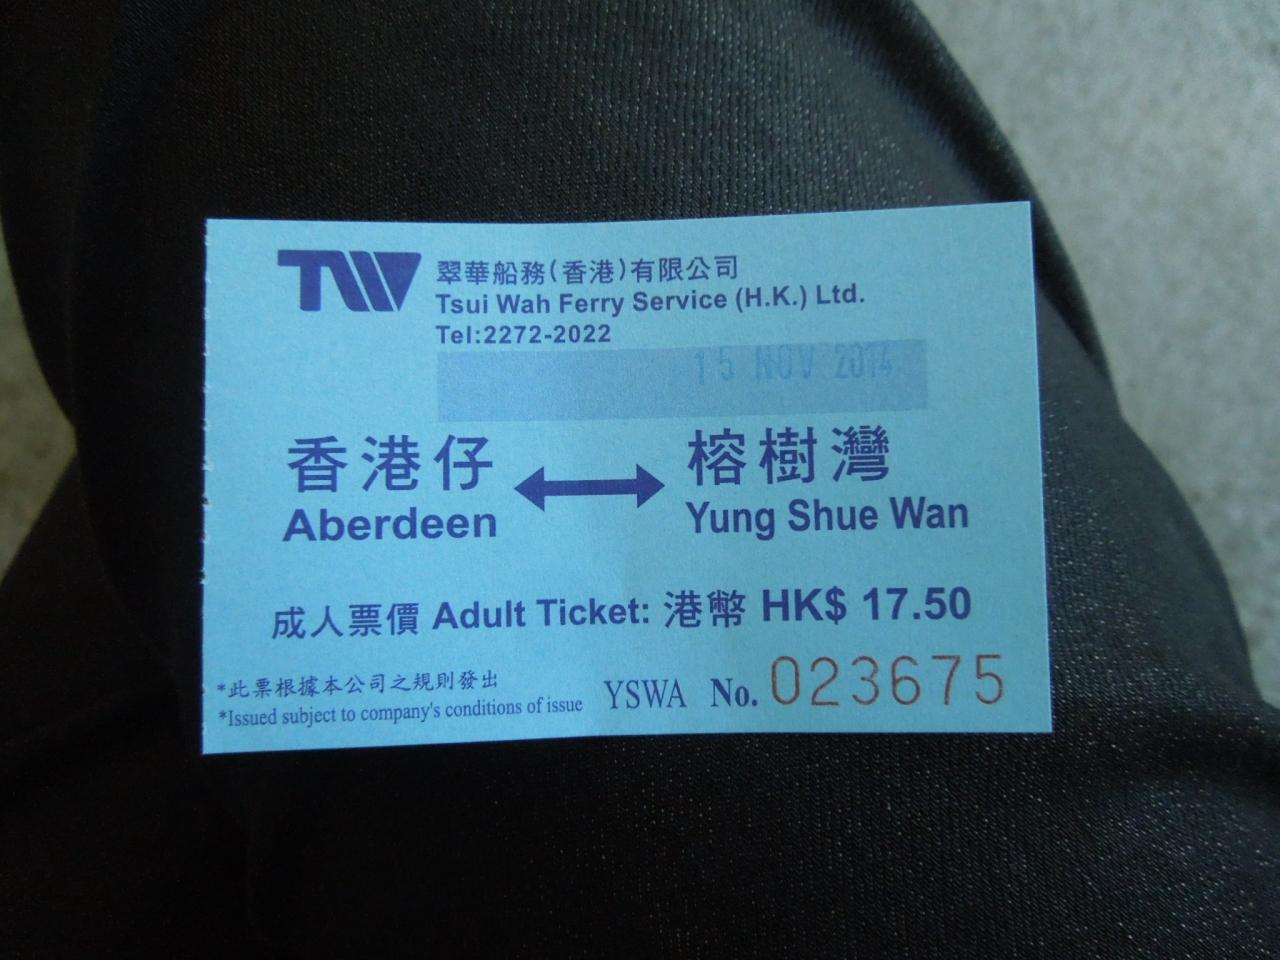 TW
翠華船務(香港)有限公司
Tsui Wah Ferry Service (H.K.) Ltd.
Tel:2272-2022
15 NOV 2014
香港仔 榕樹灣
Aberdeen Yung Shue Wan
成人票價 Adult Ticket: 港幣 HK$ 17.50
*此票根據本公司之規則發出
*Issued subject to company's conditions of issue YSWA No. 023675